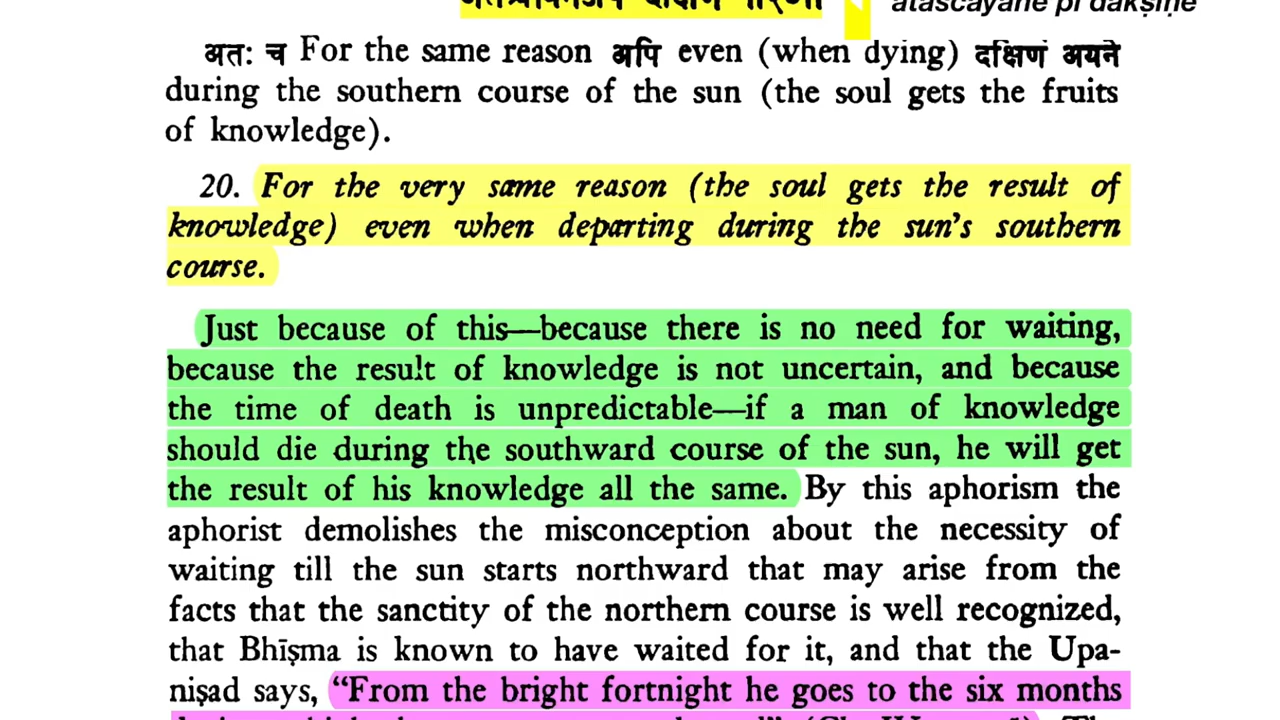 atascāyane pi dakṣiṇe
अतः च For the same reason अपि even (when dying) दक्षिणं अयने
during the southern course of the sun (the soul gets the fruits
of knowledge).
20. For the very same reason (the soul gets the result of
knowledge) even when departing during the sun's southern
course.
Just because of this—because there is no need for waiting,
because the result of knowledge is not uncertain, and because
the time of death is unpredictable—if a man of knowledge
should die during the southward course of the sun, he will get
the result of his knowledge all the same. By this aphorism the
aphorist demolishes the misconception about the necessity of
waiting till the sun starts northward that may arise from the
facts that the sanctity of the northern course is well recognized,
that Bhīṣma is known to have waited for it, and that the Upa-
niṣad says, “From the bright fortnight he goes to the six months